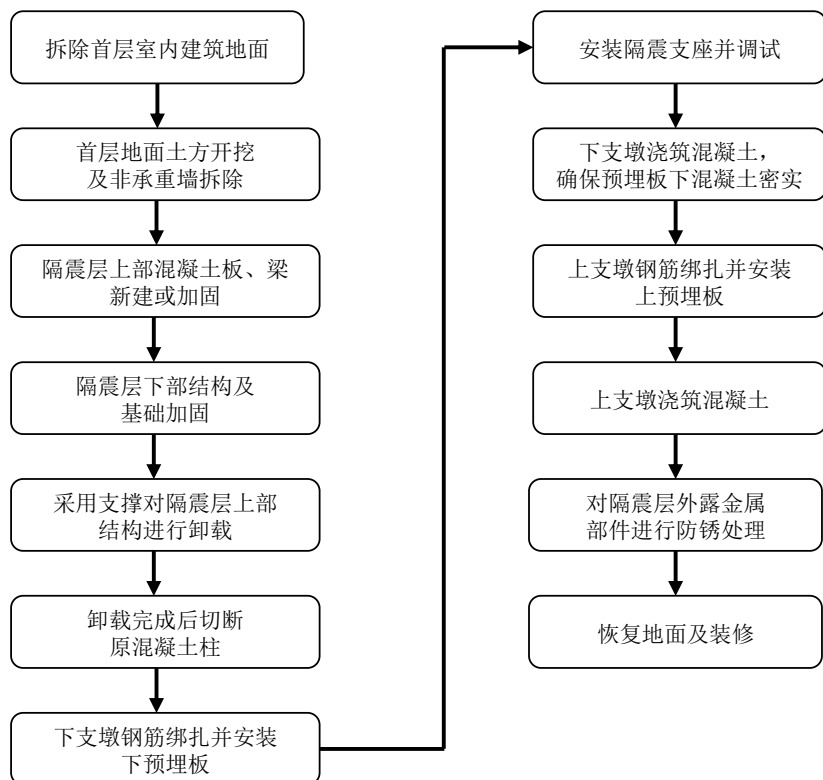 拆除首层室内建筑地面
首层地面土方开挖
及非承重墙拆除
隔震层上部混凝土板、梁
新建或加固
隔震层下部结构及
基础加固
采用支撑对隔震层上部
结构进行卸载
卸载完成后切断
原混凝土柱
下支墩钢筋绑扎并安装
下预埋板
安装隔震支座并调试
下支墩浇筑混凝土，
确保预埋板下混凝土密实
上支墩钢筋绑扎并安装
上预埋板
上支墩浇筑混凝土
对隔震层外露金属
部件进行防锈处理
恢复地面及装修